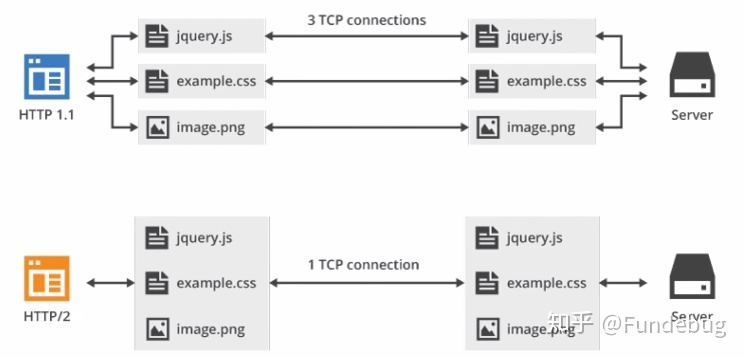 3 TCP connections
jquery.js
jquery.js
example.css
example.css
HTTP 1.1
Server
image.png
image.png
jquery.js
jquery.js
1 TCP connection
example.css
example.css
HTTP/2
Server
image.png
image.png
知乎 @Fundebug